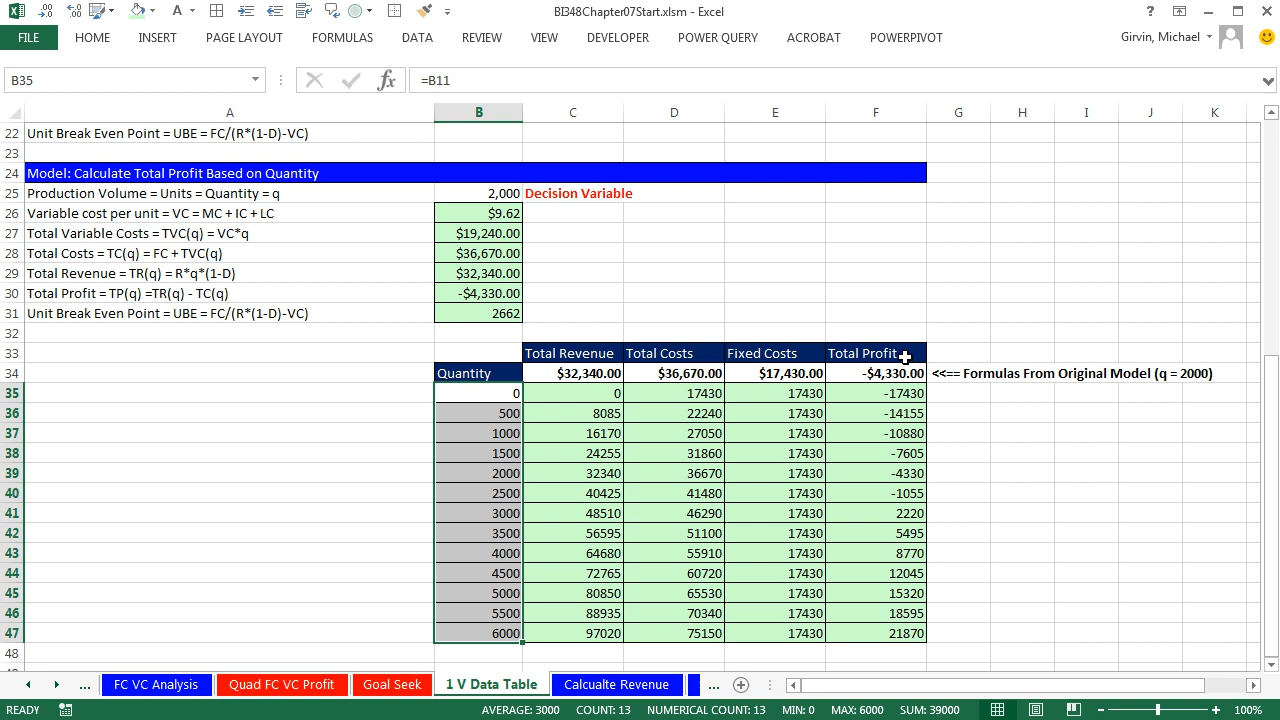 BI348Chapter07Start.xlsm - Excel
FILE HOME INSERT PAGE LAYOUT FORMULAS DATA REVIEW VIEW DEVELOPER POWER QUERY ACROBAT POWERPIVOT Girvin, Michael
B35 fx =B11
A B C D E F G H I J K
22 Unit Break Even Point = UBE = FC/(R*(1-D)-VC)
23
24 Model: Calculate Total Profit Based on Quantity
25 Production Volume = Units = Quantity = q 2,000 Decision Variable
26 Variable cost per unit = VC = MC + IC + LC $9.62
27 Total Variable Costs = TVC(q) = VC*q $19,240.00
28 Total Costs = TC(q) = FC + TVC(q) $36,670.00
29 Total Revenue = TR(q) = R*q*(1-D) $32,340.00
30 Total Profit = TP(q) =TR(q) - TC(q) -$4,330.00
31 Unit Break Even Point = UBE = FC/(R*(1-D)-VC) 2662
32
33 Total Revenue Total Costs Fixed Costs Total Profit
34 Quantity $32,340.00 $36,670.00 $17,430.00 -$4,330.00 <<== Formulas From Original Model (q = 2000)
35 0 0 17430 17430 -17430
36 500 8085 22240 17430 -14155
37 1000 16170 27050 17430 -10880
38 1500 24255 31860 17430 -7605
39 2000 32340 36670 17430 -4330
40 2500 40425 41480 17430 -1055
41 3000 48510 46290 17430 2220
42 3500 56595 51100 17430 5495
43 4000 64680 55910 17430 8770
44 4500 72765 60720 17430 12045
45 5000 80850 65530 17430 15320
46 5500 88935 70340 17430 18595
47 6000 97020 75150 17430 21870
48
... FC VC Analysis Quad FC VC Profit Goal Seek 1 V Data Table Calcualte Revenue ...
READY AVERAGE: 3000 COUNT: 13 NUMERICAL COUNT: 13 MIN: 0 MAX: 6000 SUM: 39000 100%